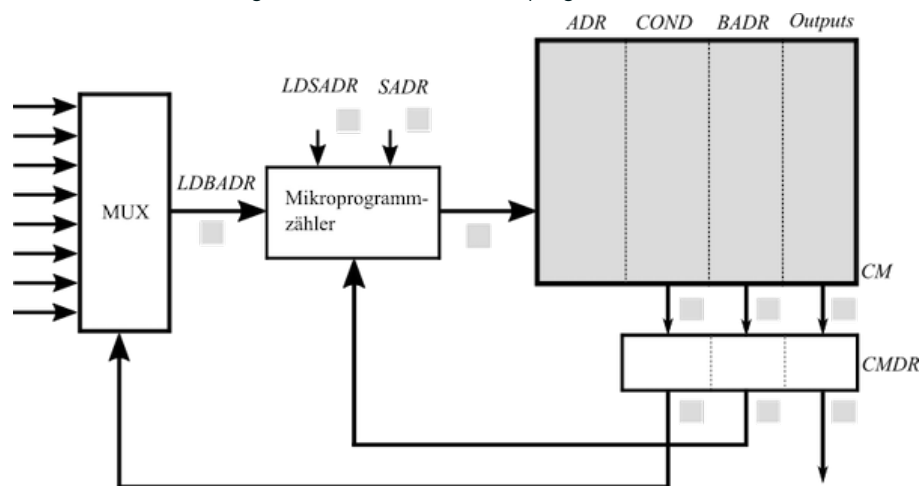 ADR COND BADR Outputs
LDSADR SADR
LDBADR
MUX
Mikroprogramm-
zähler
CM
CMDR